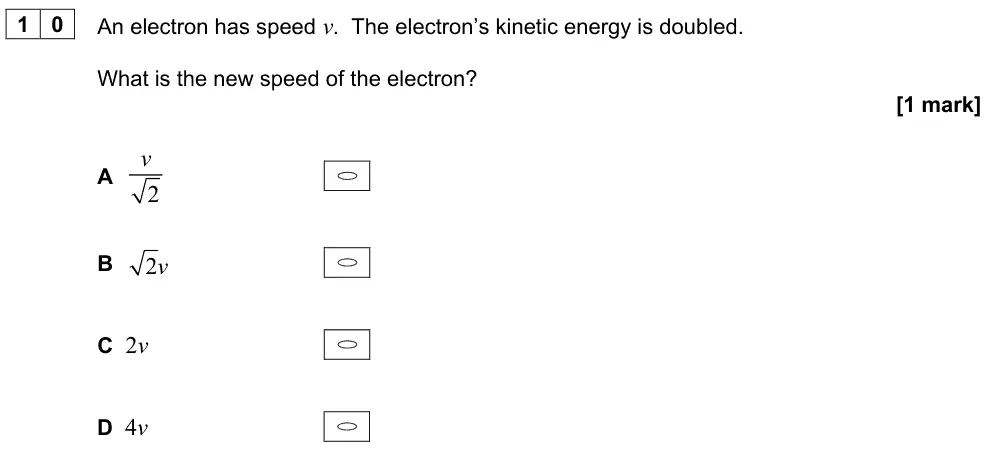 1 0 An electron has speed v. The electron's kinetic energy is doubled.
What is the new speed of the electron?
[1 mark]
A v/√2
B √2v
C 2v
D 4v